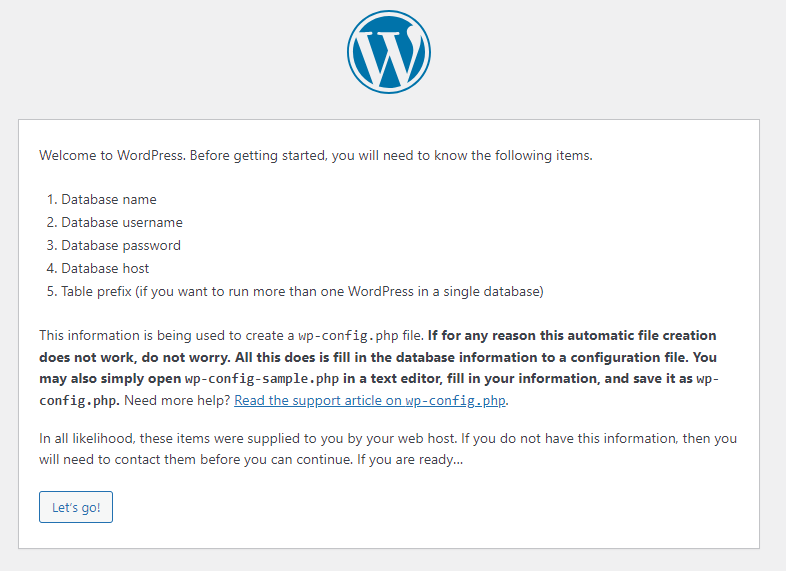 W
Welcome to WordPress. Before getting started, you will need to know the following items.
1. Database name
2. Database username
3. Database password
4. Database host
5. Table prefix (if you want to run more than one WordPress in a single database)
This information is being used to create a wp-config.php file. If for any reason this automatic file creation
does not work, do not worry. All this does is fill in the database information to a configuration file. You
may also simply open wp-config-sample.php in a text editor, fill in your information, and save it as wp-
config.php. Need more help? Read the support article on wp-config.php.
In all likelihood, these items were supplied to you by your web host. If you do not have this information, then you
will need to contact them before you can continue. If you are ready…
Let’s go!